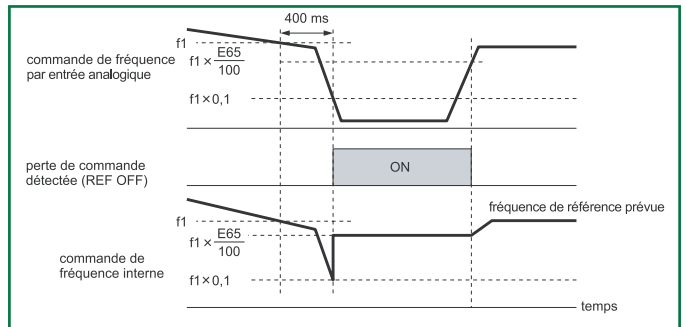 400 ms
f1
commande de fréquence
par entrée analogique
f1 × E65
100
f1×0,1
perte de commande
détectée (REF OFF)
ON
fréquence de référence prévue
f1
f1 × E65
100
commande de
fréquence interne
f1×0,1
temps